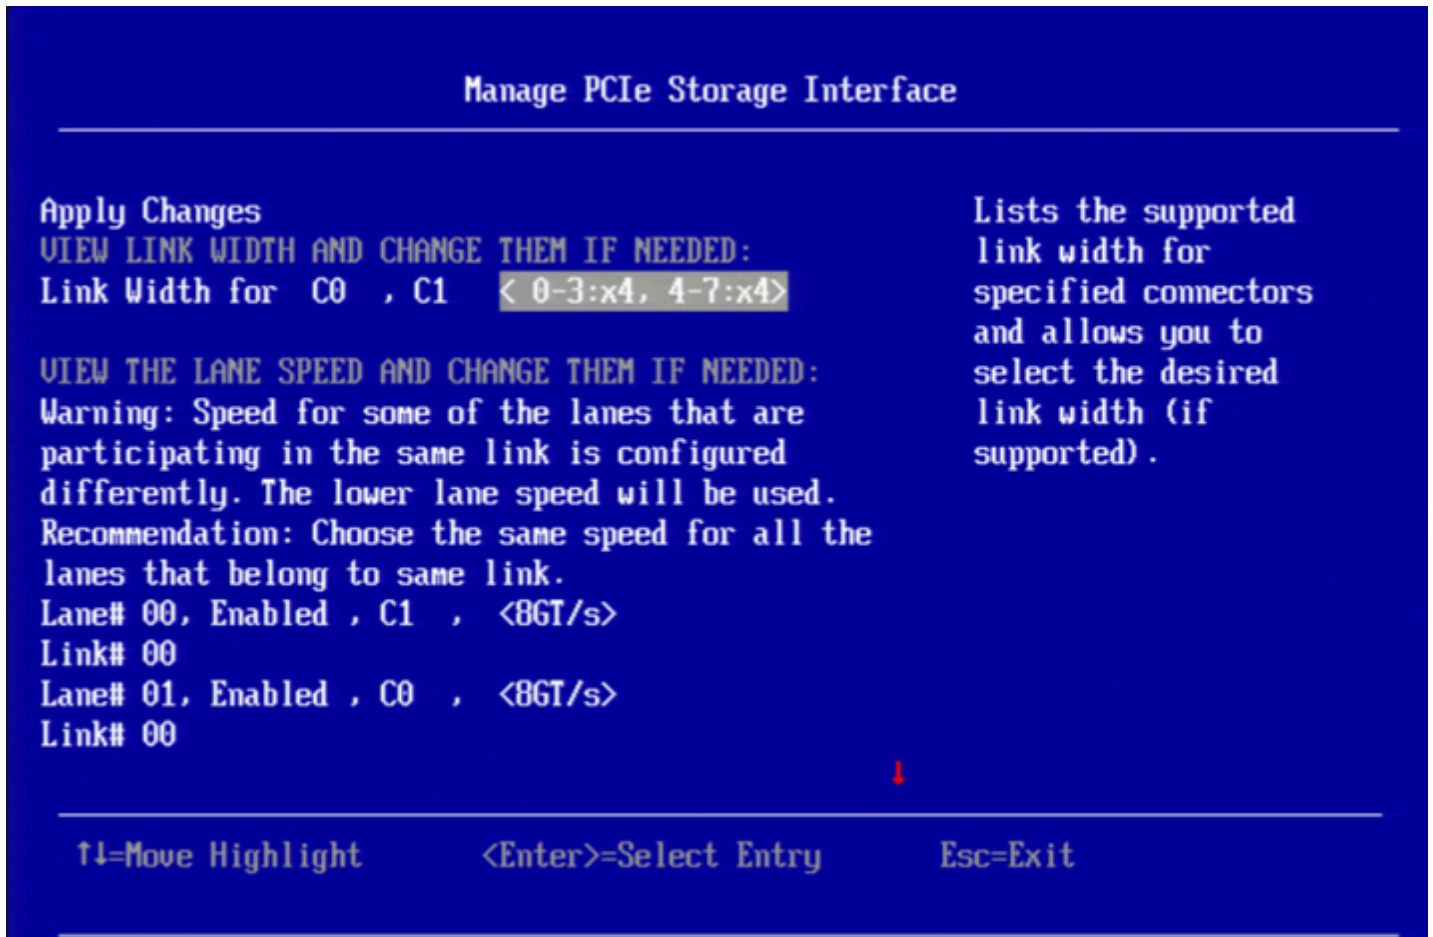 Manage PCIe Storage Interface
Apply Changes
VIEW LINK WIDTH AND CHANGE THEM IF NEEDED:
Link Width for C0 , C1 < 0-3:x4, 4-7:x4>
VIEW THE LANE SPEED AND CHANGE THEM IF NEEDED:
Warning: Speed for some of the lanes that are
participating in the same link is configured
differently. The lower lane speed will be used.
Recommendation: Choose the same speed for all the
lanes that belong to same link.
Lane# 00, Enabled , C1 , <8GT/s>
Link# 00
Lane# 01, Enabled , C0 , <8GT/s>
Link# 00
Lists the supported
link width for
specified connectors
and allows you to
select the desired
link width (if
supported).
↓
↑↓=Move Highlight <Enter>=Select Entry Esc=Exit